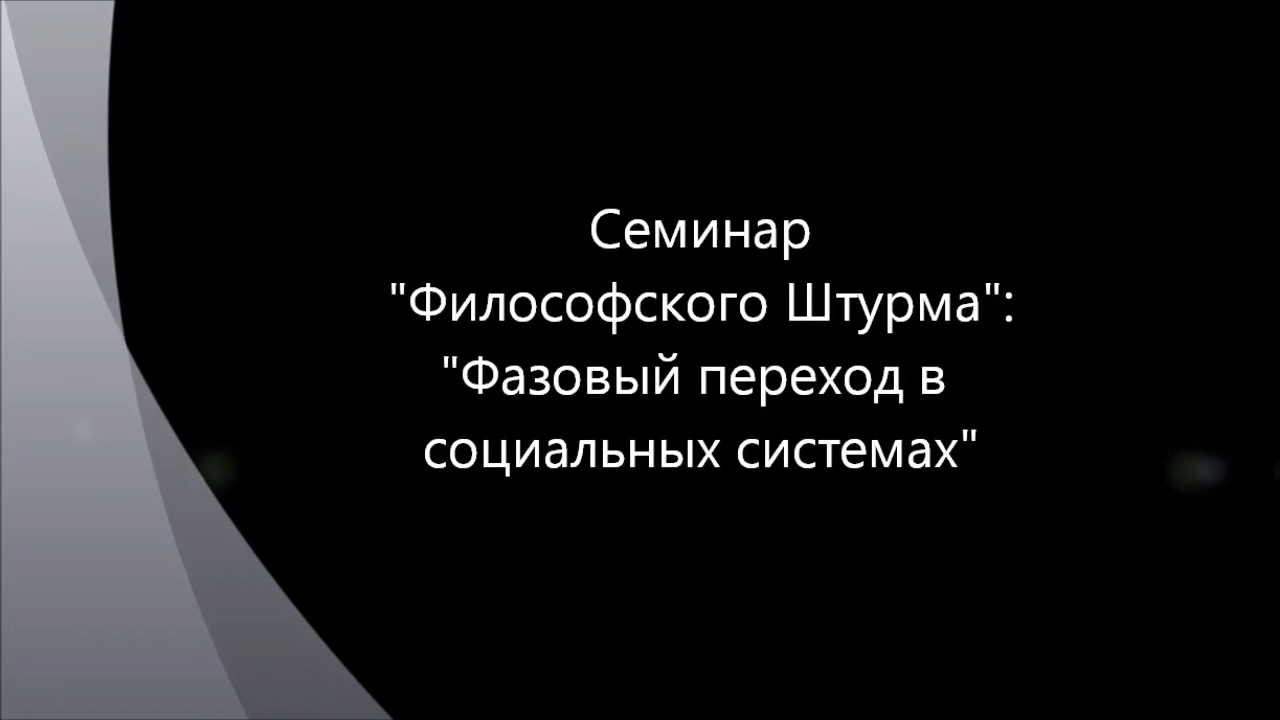 Семинар
"Философского Штурма":
"Фазовый переход в
социальных системах"